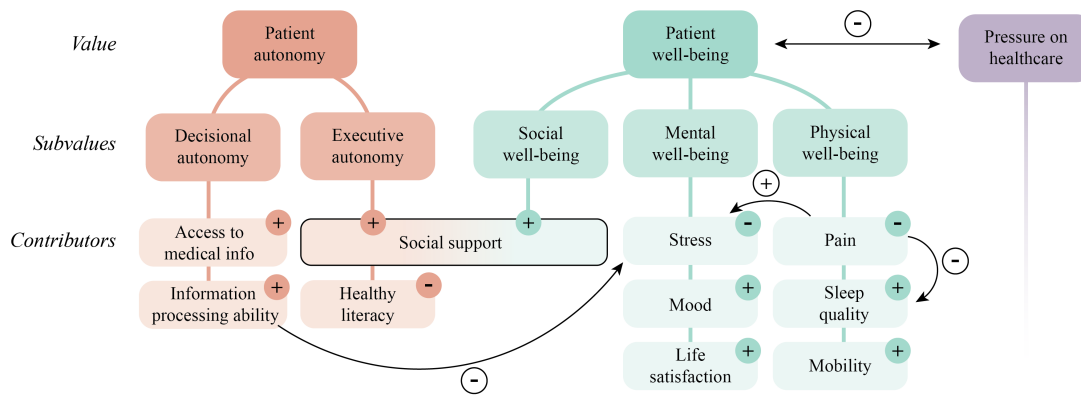 Value
Patient
autonomy
Patient
well-being
-
Pressure on
healthcare
Subvalues
Decisional
autonomy
Executive
autonomy
Social
well-being
Mental
well-being
Physical
well-being
+
Contributors
Access to
medical info
+
+
Social support
+
Stress
-
Pain
-
-
Information
processing ability
+
Healthy
literacy
-
Mood
+
Sleep
quality
+
-
Life
satisfaction
+
Mobility
+